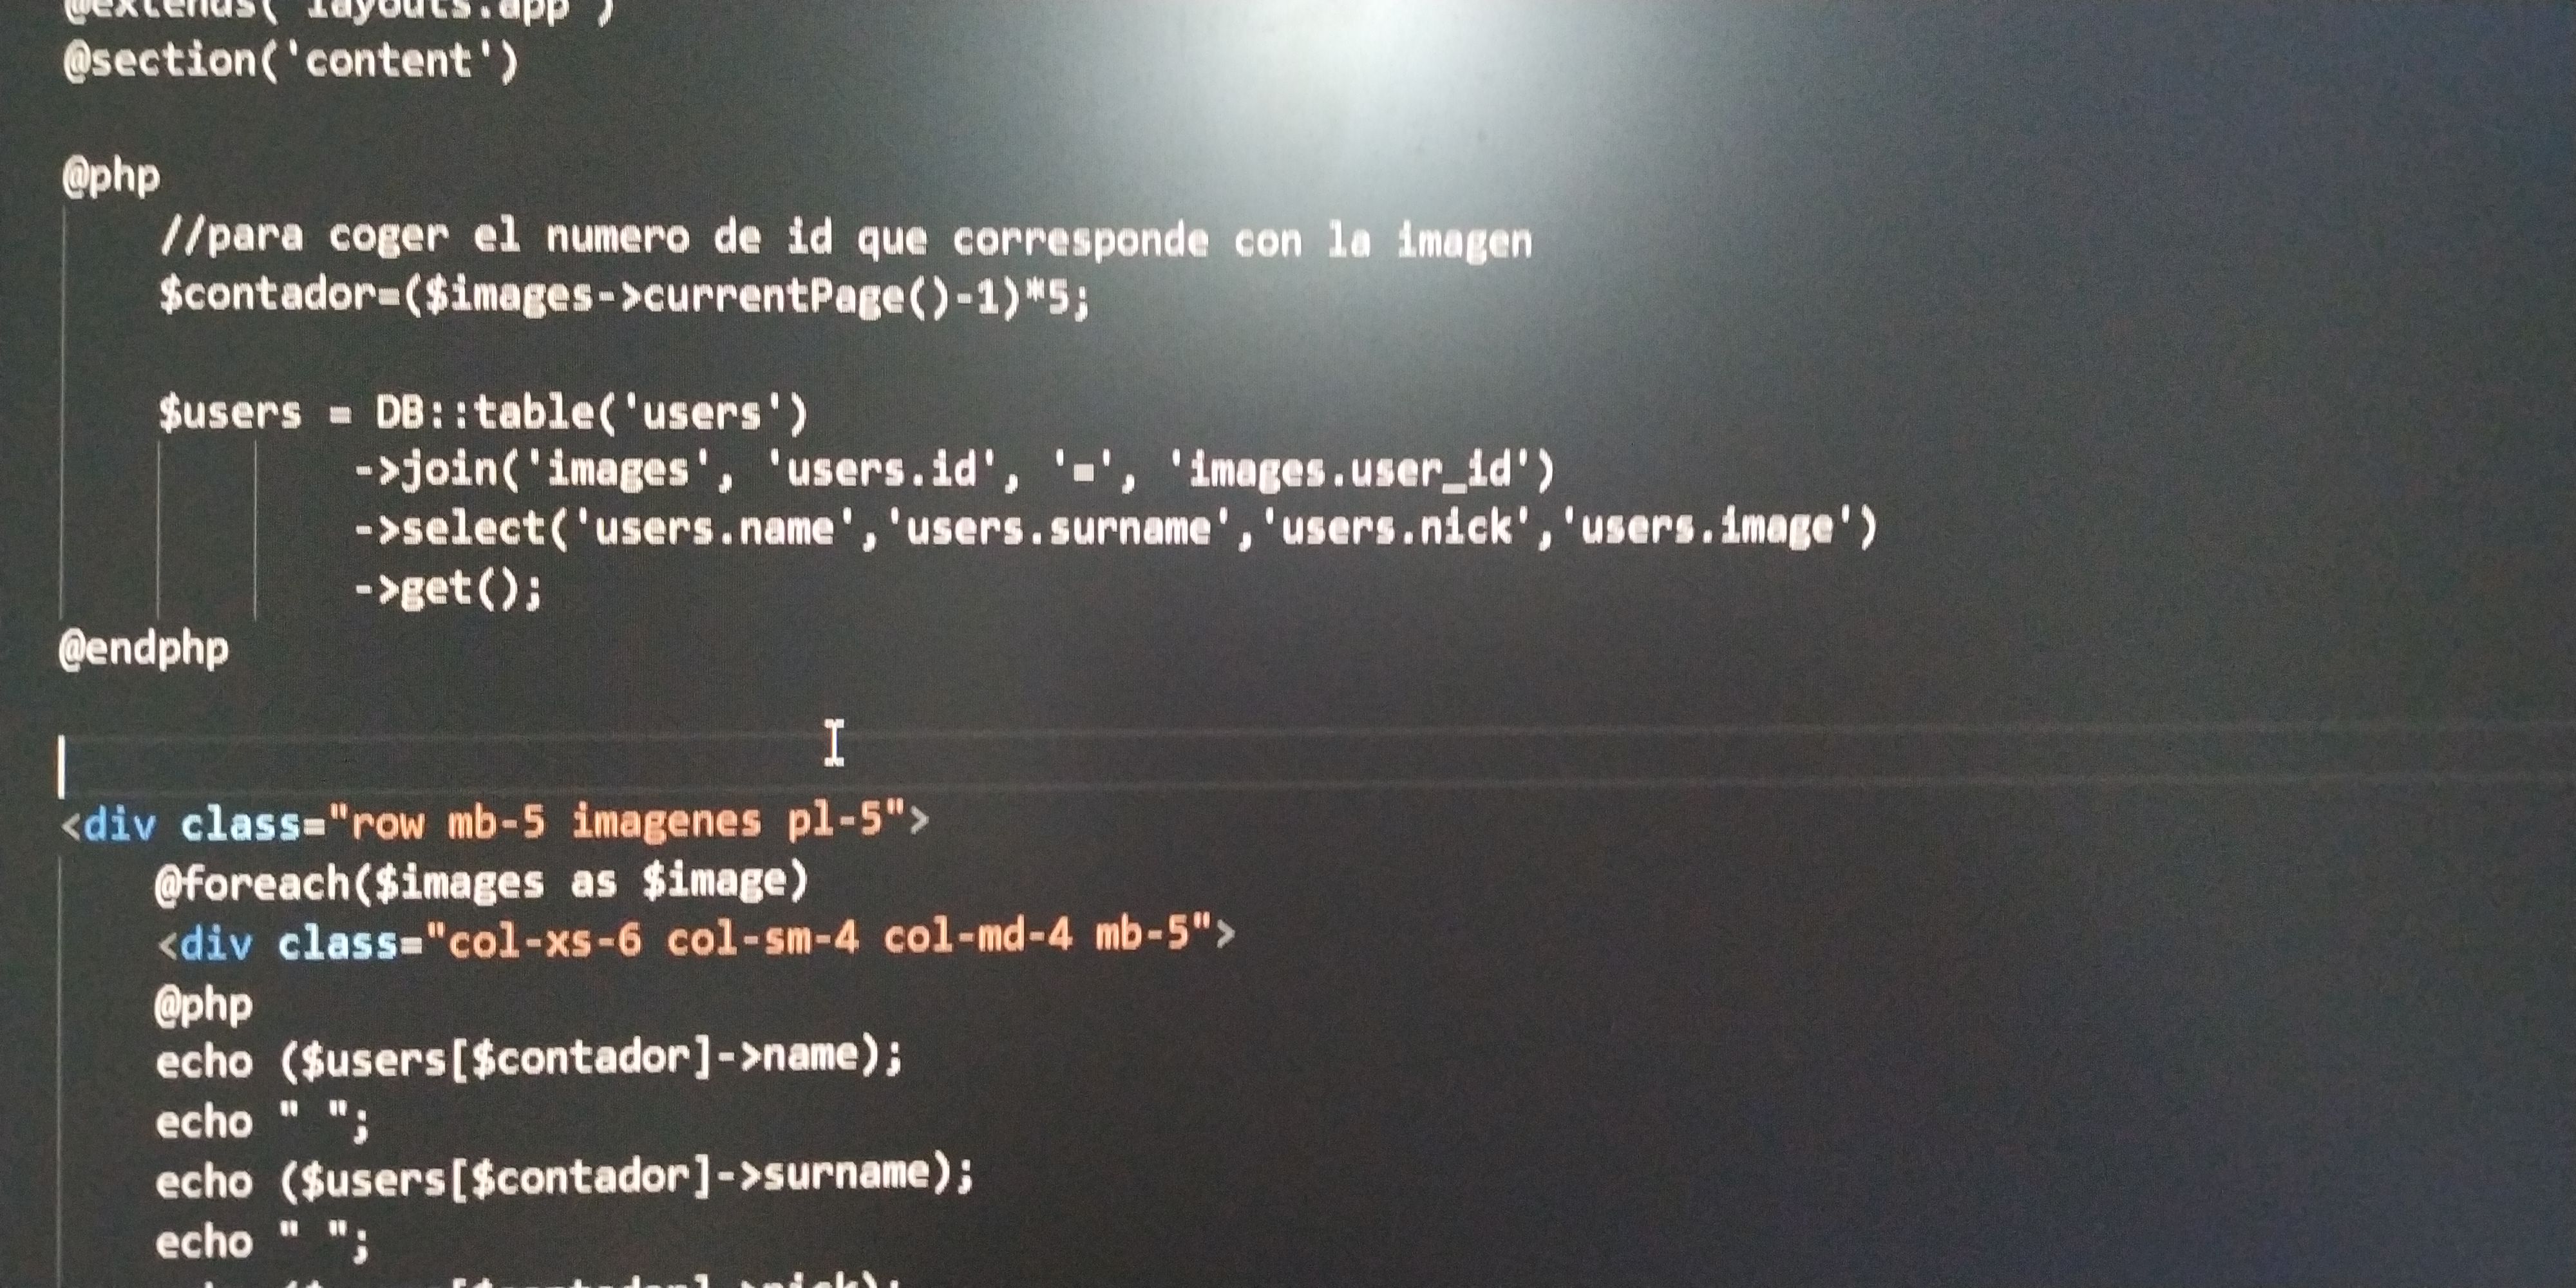 @extends('layouts.app')
@section('content')
@php
//para coger el numero de id que corresponde con la imagen
$contador=($images->currentPage()-1)*5;
$users = DB::table('users')
->join('images', 'users.id', '=', 'images.user_id')
->select('users.name','users.surname','users.nick','users.image')
->get();
@endphp
<div class="row mb-5 imagenes pl-5">
@foreach($images as $image)
<div class="col-xs-6 col-sm-4 col-md-4 mb-5">
@php
echo ($users[$contador]->name);
echo " ";
echo ($users[$contador]->surname);
echo " ";